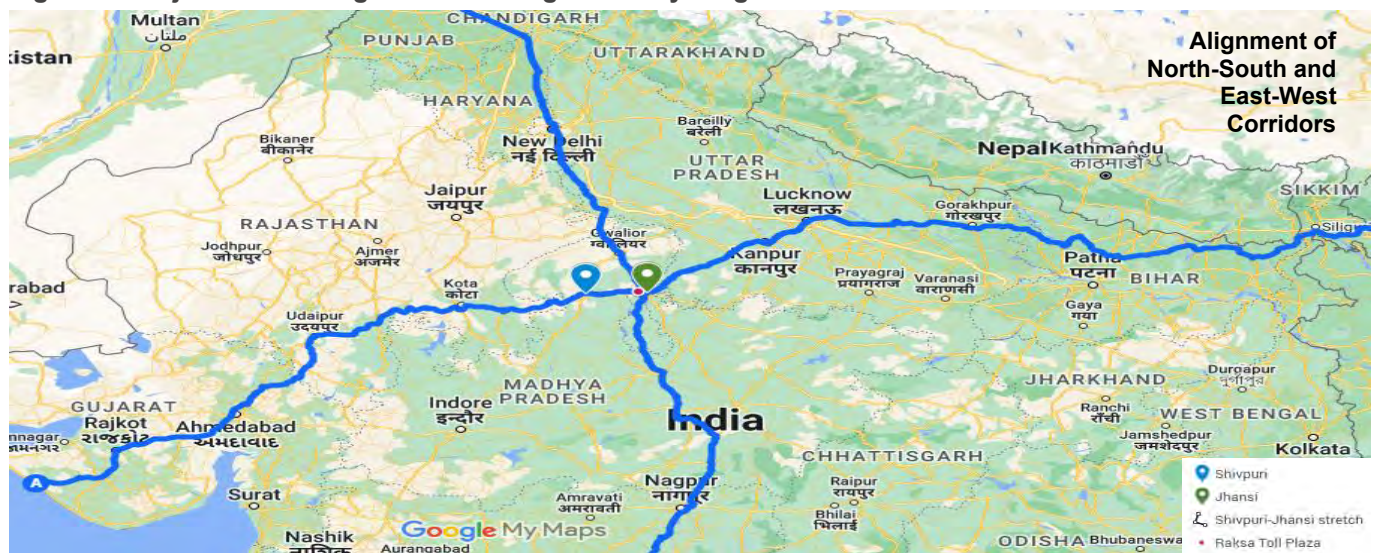 Multan
ملتان
CHANDIGARH
PUNJAB
UTTARAKHAND
Alignment of
North-South and
East-West
Corridors
kistan
HARYANA
Bikaner
बीकानेर
New Delhi
नई दिल्ली
Bareilly
बरेली
UTTAR
PRADESH
Nepal
Kathmandu
काठमाडौँ
SIKKIM
Jaipur
जयपुर
Lucknow
लखनऊ
Gorakhpur
गोरखपुर
RAJASTHAN
Jodhpur
जोधपुर
Ajmer
अजमेर
Gwalior
ग्वालियर
Kanpur
कानपुर
Patna
पटना
BIHAR
Prayagraj
प्रयागराज
Varanasi
वाराणसी
Gaya
गया
Kota
कोटा
Udaipur
उदयपुर
MADHYA
PRADESH
Indore
इन्दौर
India
JHARKHAND
Ranchi
राँची
Durgapur
WEST BENGAL
Jamshedpur
जमशेदपुर
Kolkata
GUJARAT
Rajkot
રાજકોટ
Ahmedabad
અમદાવાદ
A
CHHATTISGARH
Surat
Amravati
अमरावती
Nagpur
नागपुर
Raipur
रायपुर
Bhilai
भिलाई
Nashik
Aurangabad
Google My Maps
ODISHA
Bhubaneswa
Shivpuri
Jhansi
Shivpuri-Jhansi stretch
Raksa Toll Plaza